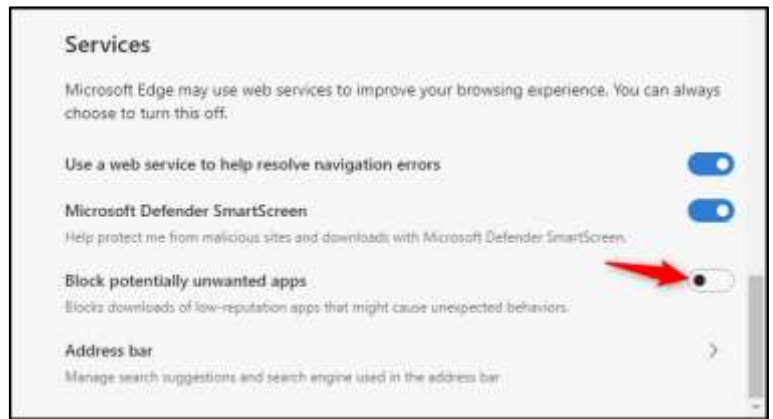 Services
Microsoft Edge may use web services to improve your browsing experience. You can always
choose to turn this off.
Use a web service to help resolve navigation errors
Microsoft Defender SmartScreen
Help protect me from malicious sites and downloads with Microsoft Defender SmartScreen.
Block potentially unwanted apps
Blocks downloads of low-reputation apps that might cause unexpected behaviors.
Address bar
Manage search suggestions and search engine used in the address bar